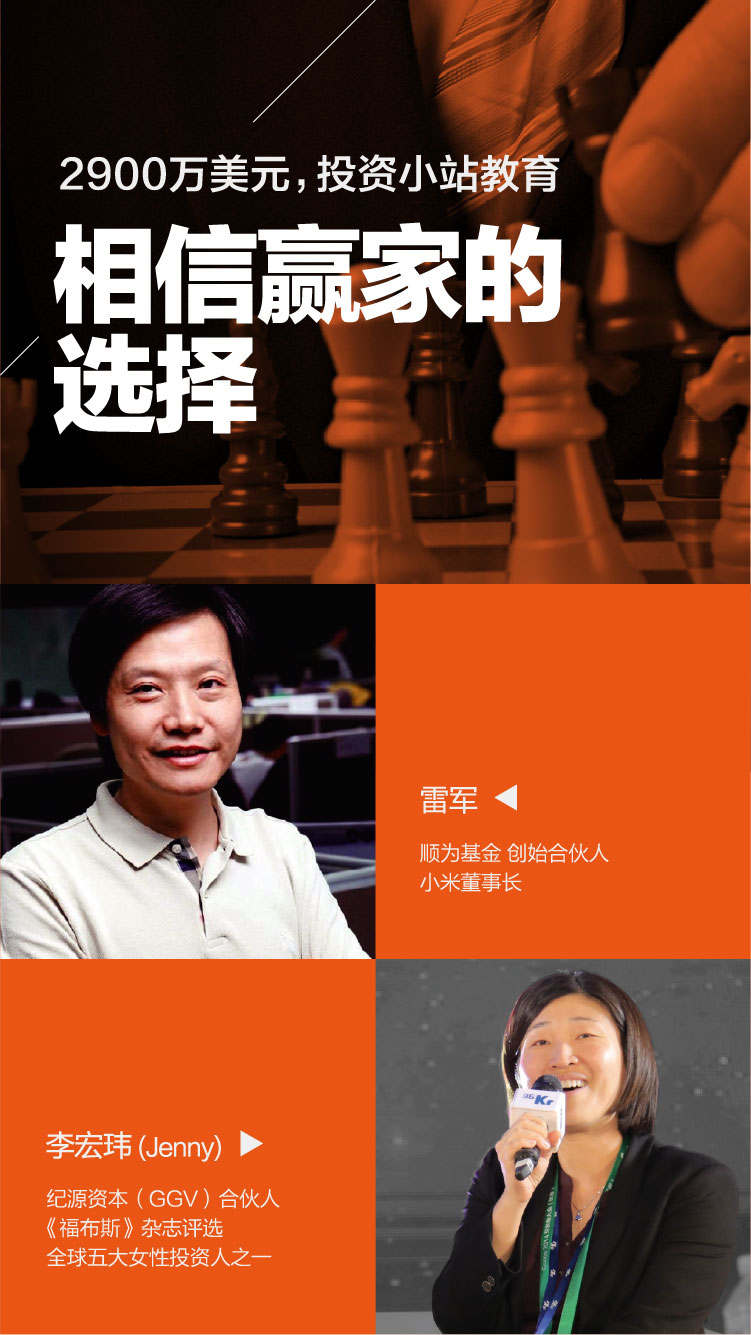 2900万美元，投资小站教育
相信赢家的
选择
雷军
顺为基金 创始合伙人
小米董事长
36Kr
李宏玮 (Jenny)
纪源资本（GGV）合伙人
《福布斯》杂志评选
全球五大女性投资人之一